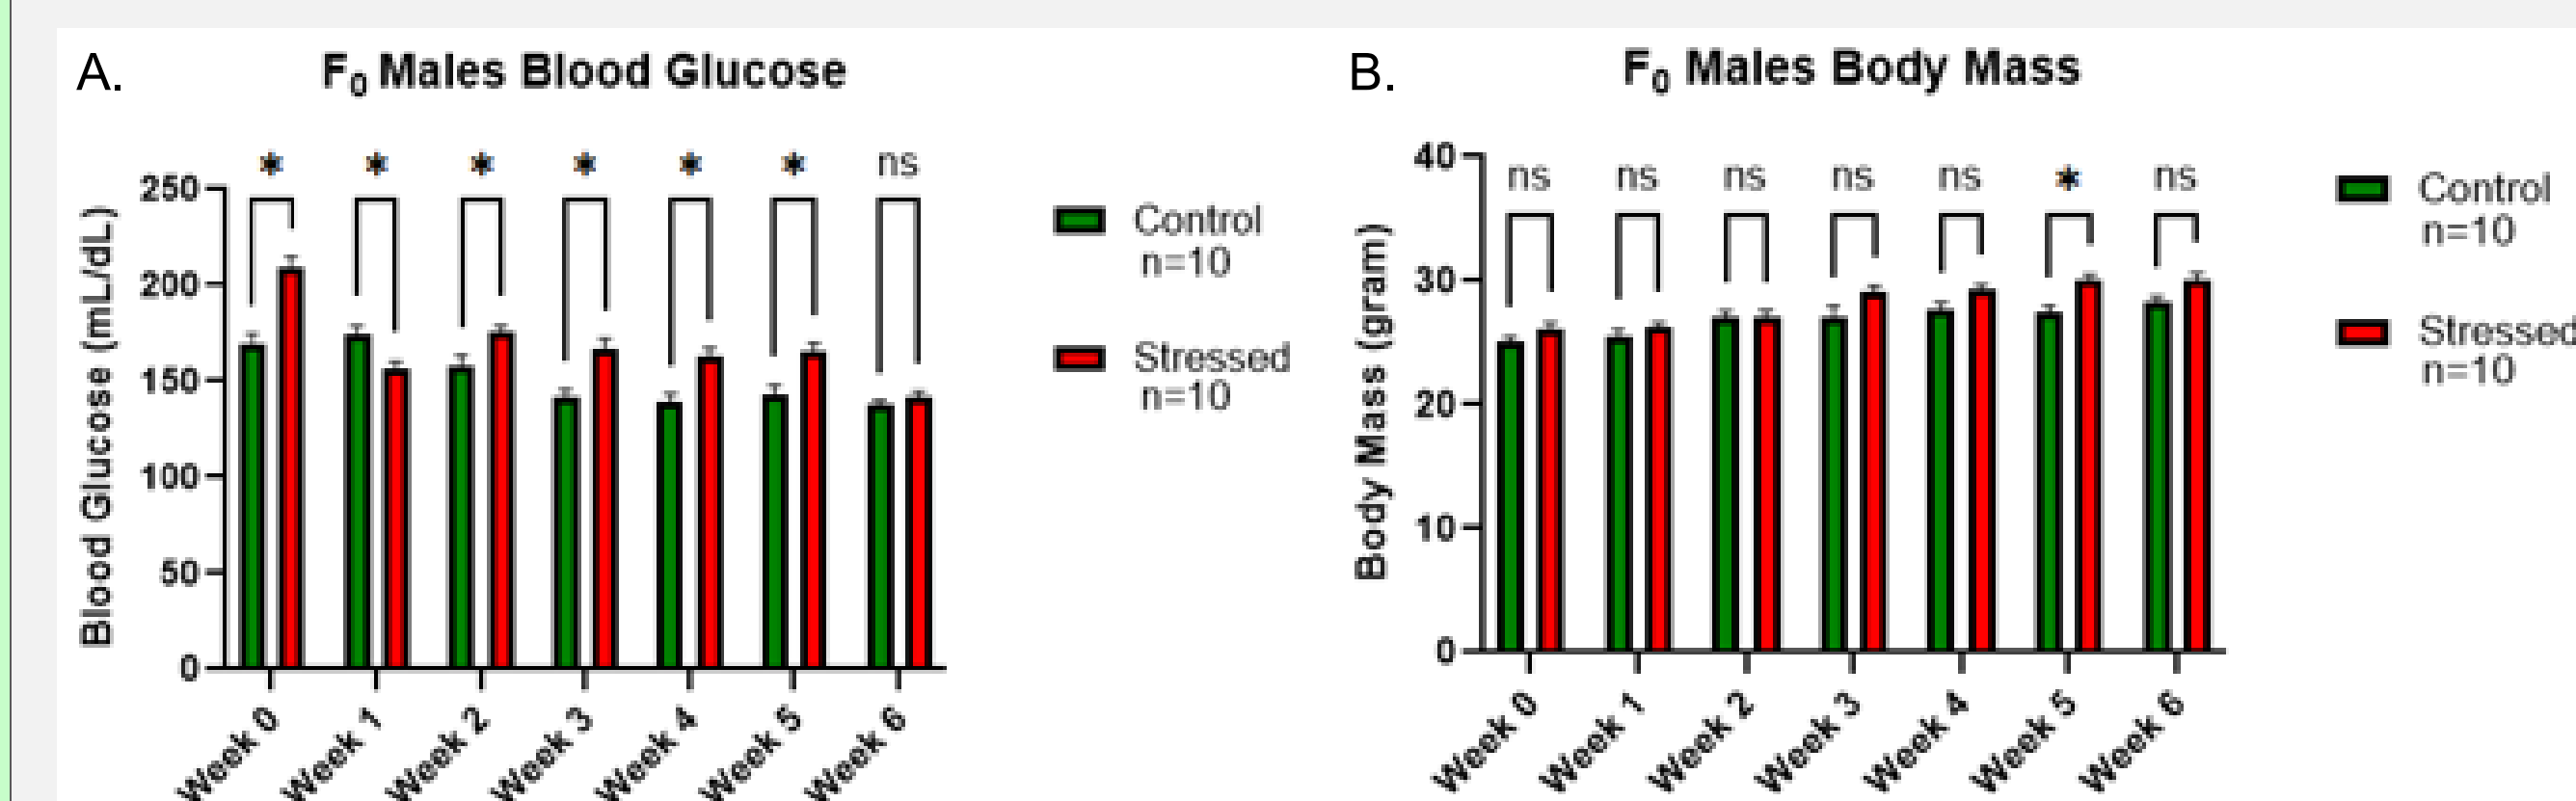 A.
F₀ Males Blood Glucose
* * * * * * ns
250
200
150
100
50
0
Blood Glucose (mL/dL)
Week 0
Week 1
Week 2
Week 3
Week 4
Week 5
Week 6
Control
n=10
Stressed
n=10
B.
F₀ Males Body Mass
ns ns ns ns ns * ns
40
30
20
10
0
Body Mass (gram)
Week 0
Week 1
Week 2
Week 3
Week 4
Week 5
Week 6
Control
n=10
Stressed
n=10